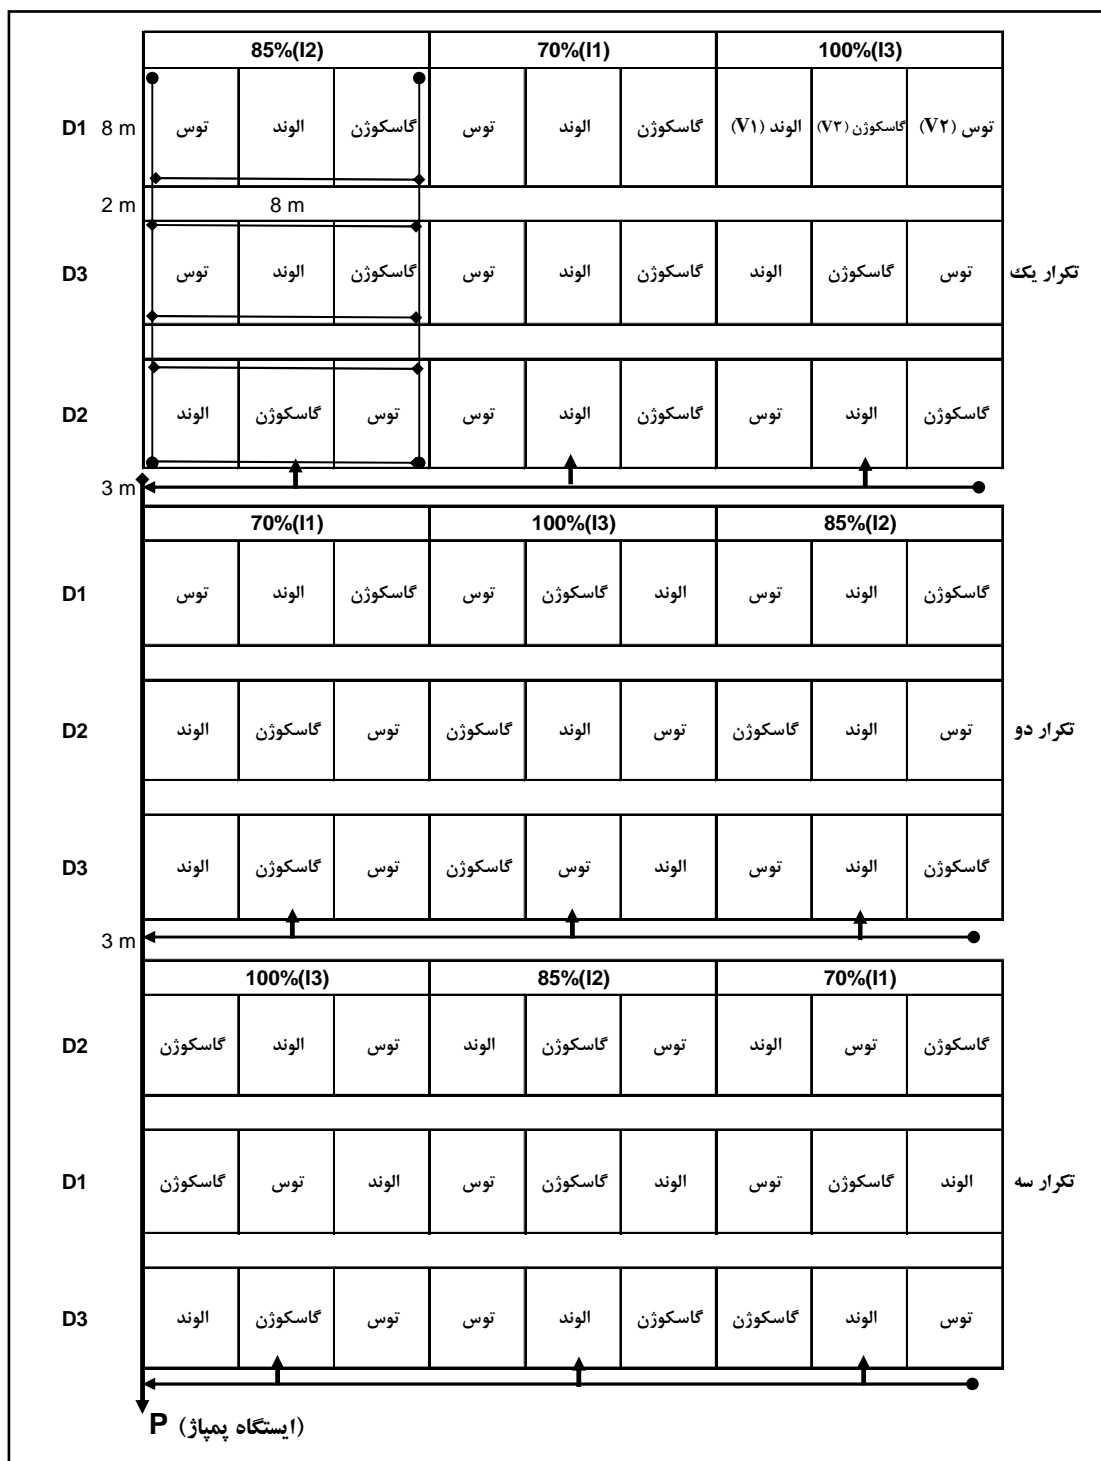 85%(I2) 70%(I1) 100%(I3)
D1 8 m توس الوند گاسکوژن توس الوند گاسکوژن الوند (V۱) گاسکوژن (V۳) توس (V۲)
2 m 8 m
D3 توس الوند گاسکوژن توس الوند گاسکوژن الوند گاسکوژن توس تکرار یک
D2 الوند گاسکوژن توس توس الوند گاسکوژن توس الوند گاسکوژن
3 m
70%(I1) 100%(I3) 85%(I2)
D1 توس الوند گاسکوژن توس گاسکوژن الوند توس الوند گاسکوژن
D2 الوند گاسکوژن توس گاسکوژن الوند توس گاسکوژن الوند توس تکرار دو
D3 الوند گاسکوژن توس گاسکوژن توس الوند توس الوند گاسکوژن
3 m
100%(I3) 85%(I2) 70%(I1)
D2 گاسکوژن الوند توس الوند گاسکوژن توس الوند توس گاسکوژن
D1 گاسکوژن توس الوند توس گاسکوژن الوند توس گاسکوژن الوند تکرار سه
D3 الوند گاسکوژن توس توس الوند گاسکوژن گاسکوژن الوند توس
P (ایستگاه پمپاژ)